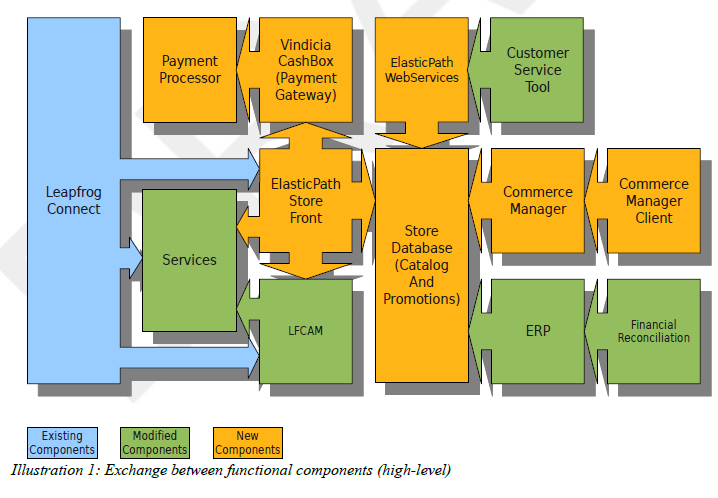 Leapfrog
Connect
Payment
Processor
Vindicia
CashBox
(Payment
Gateway)
ElasticPath
WebServices
Customer
Service
Tool
ElasticPath
Store
Front
Services
LFCAM
Store
Database
(Catalog
And
Promotions)
Commerce
Manager
Commerce
Manager
Client
ERP
Financial
Reconciliation
Existing
Components
Modified
Components
New
Components
Illustration 1: Exchange between functional components (high-level)